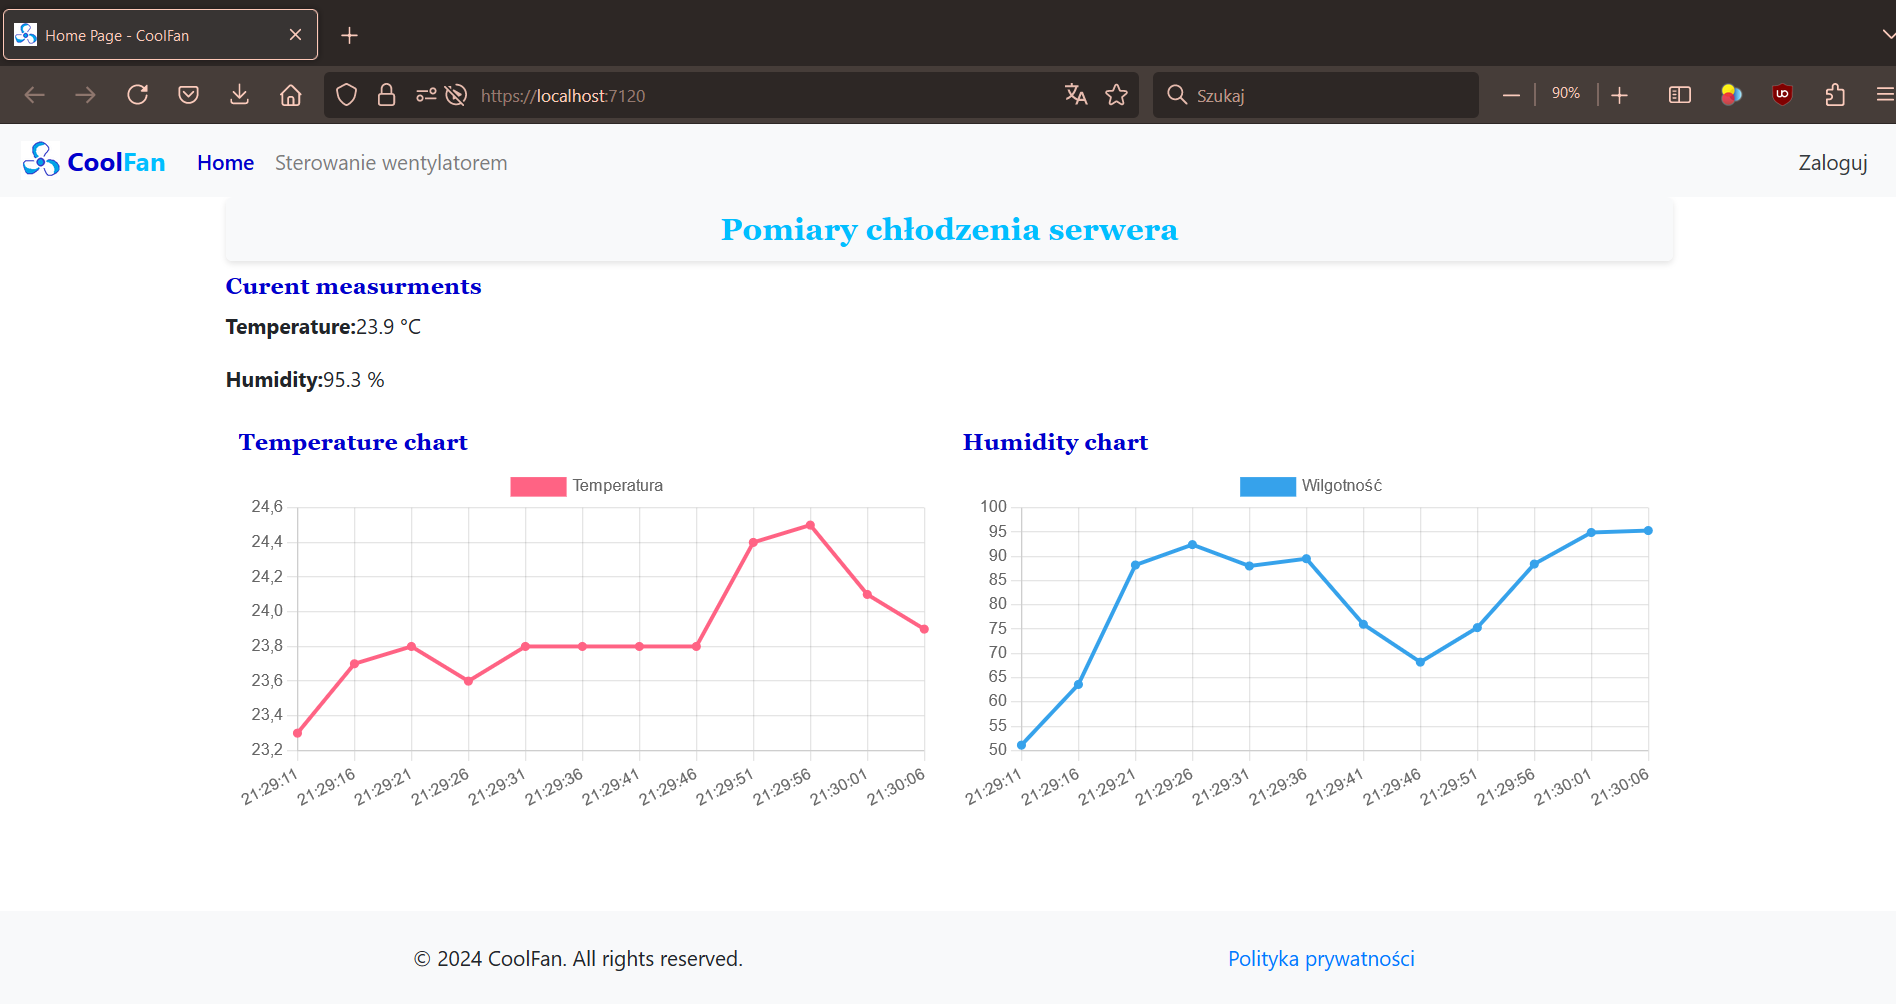 Home Page - CoolFan
https://localhost:7120
Szukaj
90%
CoolFan
Home
Sterowanie wentylatorem
Zaloguj
Pomiary chłodzenia serwera
Curent measurments
Temperature:23.9 °C
Humidity:95.3 %
Temperature chart
Temperatura
24,6
24,4
24,2
24,0
23,8
23,6
23,4
23,2
21:29:11
21:29:16
21:29:21
21:29:26
21:29:31
21:29:36
21:29:41
21:29:46
21:29:51
21:29:56
21:30:01
21:30:06
Humidity chart
Wilgotność
100
95
90
85
80
75
70
65
60
55
50
21:29:11
21:29:16
21:29:21
21:29:26
21:29:31
21:29:36
21:29:41
21:29:46
21:29:51
21:29:56
21:30:01
21:30:06
© 2024 CoolFan. All rights reserved.
Polityka prywatności